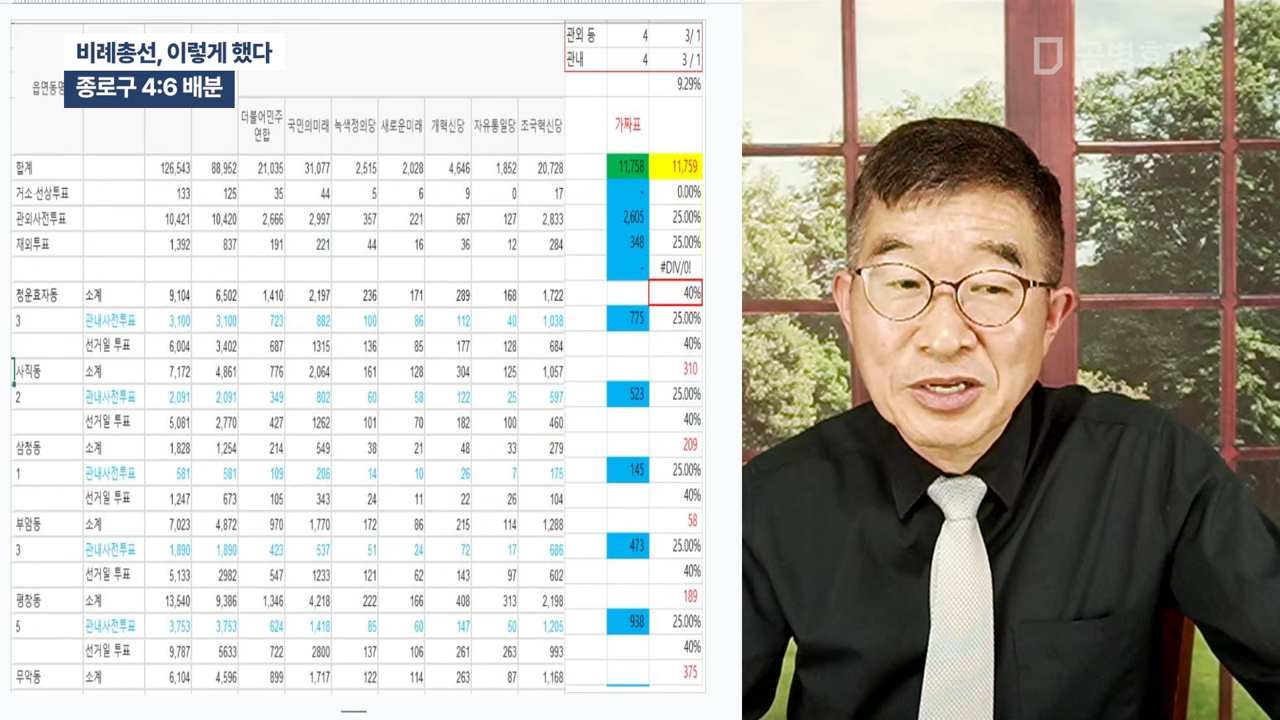 비례총선, 이렇게 했다
종로구 4:6 배분
관외 동 4 3/ 1
관내 4 3 / 1
9.29%
읍면동명 더불어민주연합 국민의미래 녹색정의당 새로운미래 개혁신당 자유통일당 조국혁신당 가짜표
합계 126,543 88,952 21,035 31,077 2,515 2,028 4,646 1,852 20,728 11,758 11,759
거소·선상투표 133 125 35 44 5 6 9 0 17 - 0.00%
관외사전투표 10,421 10,420 2,666 2,997 357 221 667 127 2,833 2,605 25.00%
재외투표 1,392 837 191 221 44 16 36 12 284 348 25.00%
- #DIV/0!
청운효자동 소계 9,104 6,502 1,410 2,197 236 171 289 168 1,722 40%
3 관내사전투표 3,100 3,100 723 882 100 86 112 40 1,038 775 25.00%
선거일 투표 6,004 3,402 687 1315 136 85 177 128 684 40%
사직동 소계 7,172 4,861 776 2,064 161 128 304 125 1,057 310
2 관내사전투표 2,091 2,091 349 802 60 58 122 25 597 523 25.00%
선거일 투표 5,081 2,770 427 1262 101 70 182 100 460 40%
삼청동 소계 1,828 1,254 214 549 38 21 48 33 279 209
1 관내사전투표 581 581 109 206 14 10 26 7 175 145 25.00%
선거일 투표 1,247 673 105 343 24 11 22 26 104 40%
부암동 소계 7,023 4,872 970 1,770 172 86 215 114 1,288 58
3 관내사전투표 1,890 1,890 423 537 51 24 72 17 686 473 25.00%
선거일 투표 5,133 2982 547 1233 121 62 143 97 602 40%
평창동 소계 13,540 9,386 1,346 4,218 222 166 408 313 2,198 189
5 관내사전투표 3,753 3,753 624 1,418 85 60 147 50 1,205 938 25.00%
선거일 투표 9,787 5633 722 2800 137 106 261 263 993 40%
무악동 소계 6,104 4,596 899 1,717 122 114 263 87 1,168 375
공병호TV